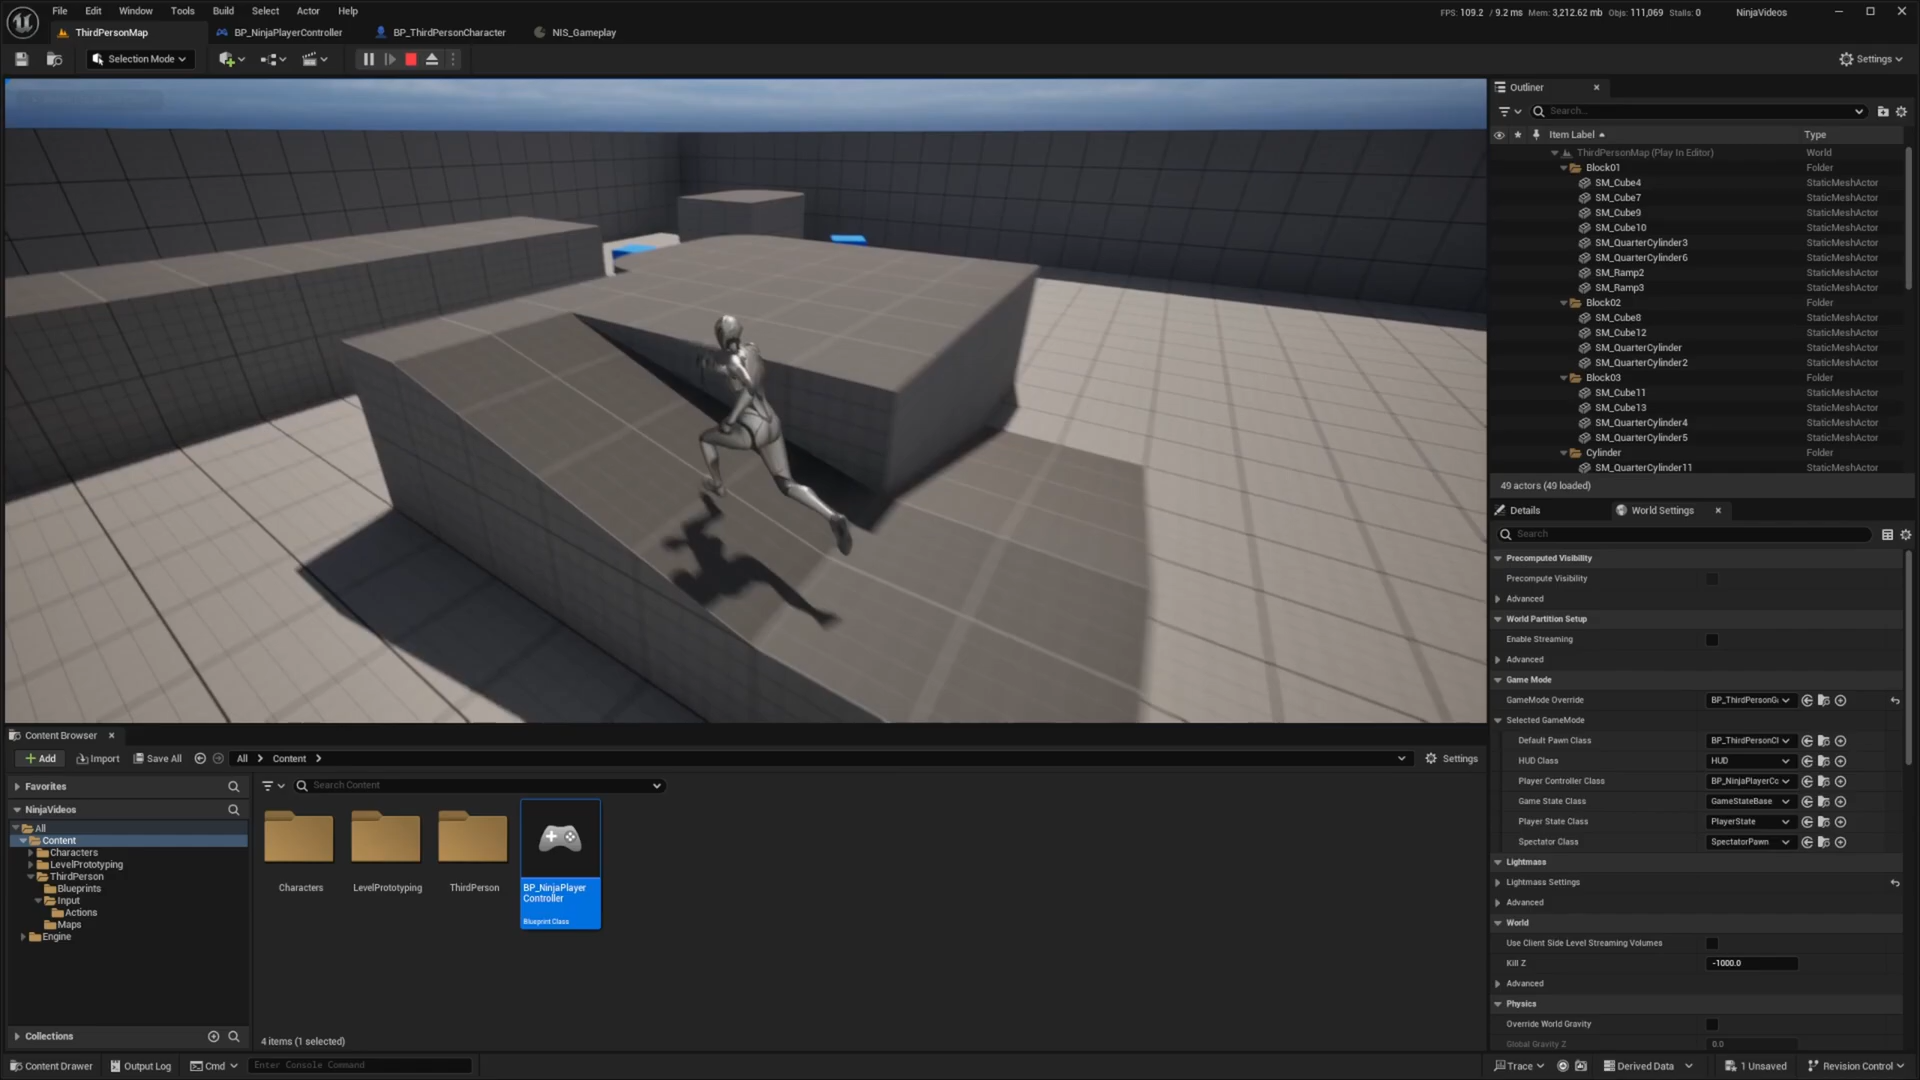 File Edit Window Tools Build Select Actor Help
FPS: 109.2 / 9.2 ms Mem: 3,212.62 mb Objs: 111,069 Stalls: 0 NinjaVideos
ThirdPersonMap BP_NinjaPlayerController BP_ThirdPersonCharacter NIS_Gameplay
Selection Mode Settings
Outliner
Search...
Item Label Type
ThirdPersonMap (Play In Editor) World
Block01 Folder
SM_Cube4 StaticMeshActor
SM_Cube7 StaticMeshActor
SM_Cube9 StaticMeshActor
SM_Cube10 StaticMeshActor
SM_QuarterCylinder3 StaticMeshActor
SM_QuarterCylinder6 StaticMeshActor
SM_Ramp2 StaticMeshActor
SM_Ramp3 StaticMeshActor
Block02 Folder
SM_Cube8 StaticMeshActor
SM_Cube12 StaticMeshActor
SM_QuarterCylinder StaticMeshActor
SM_QuarterCylinder2 StaticMeshActor
Block03 Folder
SM_Cube11 StaticMeshActor
SM_Cube13 StaticMeshActor
SM_QuarterCylinder4 StaticMeshActor
SM_QuarterCylinder5 StaticMeshActor
Cylinder Folder
SM_QuarterCylinder11 StaticMeshActor
49 actors (49 loaded)
Details World Settings
Search
Precomputed Visibility
Precompute Visibility
Advanced
World Partition Setup
Enable Streaming
Advanced
Game Mode
GameMode Override BP_ThirdPersonG
Selected GameMode
Default Pawn Class BP_ThirdPersonCl
HUD Class HUD
Player Controller Class BP_NinjaPlayerCc
Game State Class GameStateBase
Player State Class PlayerState
Spectator Class SpectatorPawn
Lightmass
Lightmass Settings
Advanced
World
Use Client Side Level Streaming Volumes
Kill Z -1000.0
Advanced
Physics
Override World Gravity
Global Gravity Z 0.0
Content Browser
Add Import Save All All Content Settings
Favorites
Search Content
NinjaVideos
All
Content
Characters
LevelPrototyping
ThirdPerson
Blueprints
Input
Actions
Maps
Engine
Collections
Characters LevelPrototyping ThirdPerson BP_NinjaPlayer
Controller
Blueprint Class
4 items (1 selected)
Content Drawer Output Log Cmd Enter Console Command Trace Derived Data 1 Unsaved Revision Control